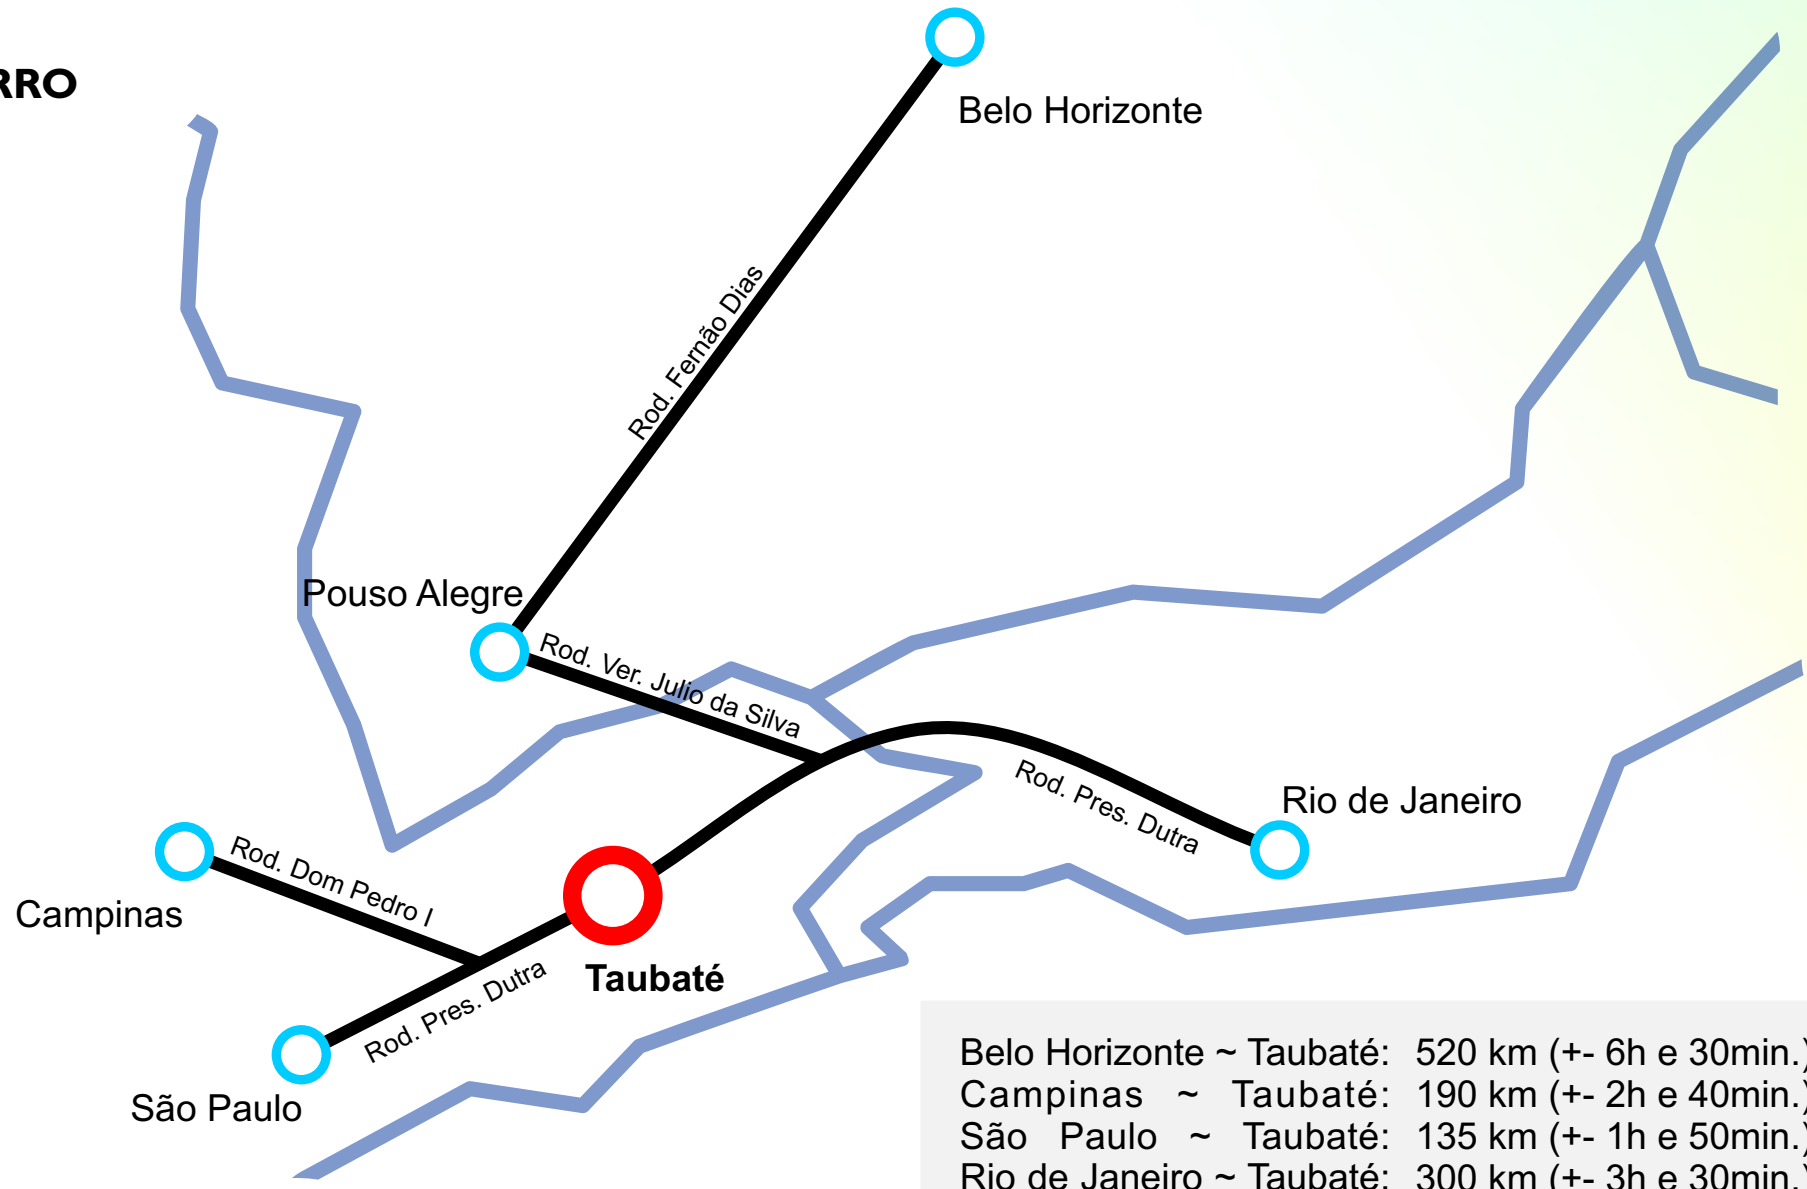 RRO
Belo Horizonte
Rod. Fernão Dias
Pouso Alegre
Rod. Ver. Julio da Silva
Rod. Pres. Dutra
Rio de Janeiro
Rod. Dom Pedro I
Campinas
Rod. Pres. Dutra
Taubaté
São Paulo
Belo Horizonte ~ Taubaté: 520 km (+- 6h e 30min.)
Campinas ~ Taubaté: 190 km (+- 2h e 40min.)
São Paulo ~ Taubaté: 135 km (+- 1h e 50min.)
Rio de Janeiro ~ Taubaté: 300 km (+- 3h e 30min.)